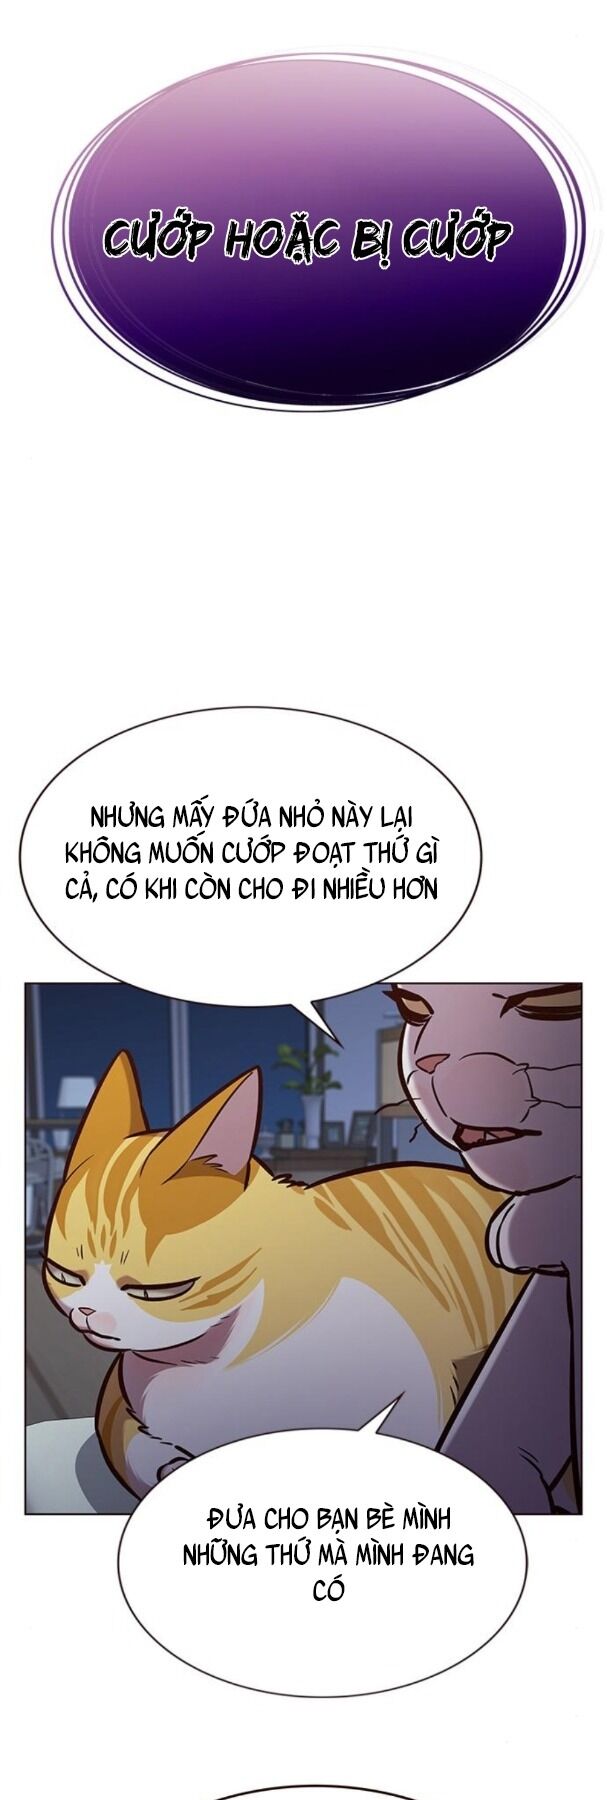 CƯỚP HOẶC BỊ CƯỚP
NHƯNG MẤY ĐỨA NHỎ NÀY LẠI
KHÔNG MUỐN CƯỚP ĐOẠT THỨ GÌ
CẢ, CÓ KHI CÒN CHO ĐI NHIỀU HƠN
ĐƯA CHO BẠN BÈ MÌNH
NHỮNG THỨ MÀ MÌNH ĐANG
CÓ